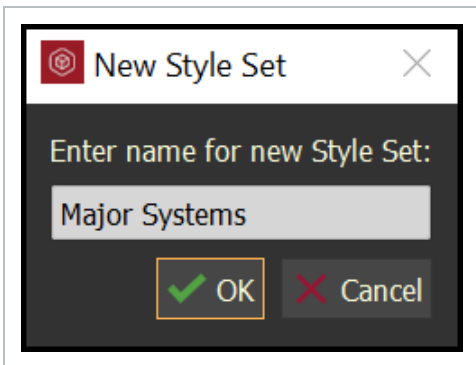 New Style Set
Enter name for new Style Set:
Major Systems
OK
Cancel